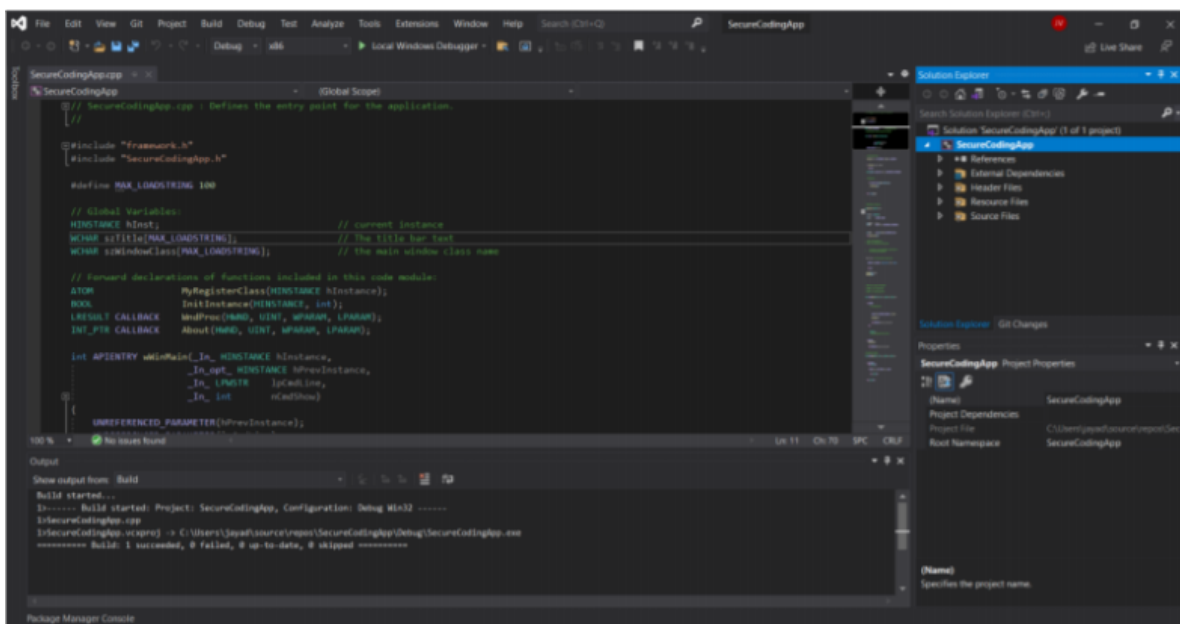 File Edit View Git Project Build Debug Test Analyze Tools Extensions Window Help Search (Ctrl+Q) SecureCodingApp JV
Debug x86 Local Windows Debugger Live Share
Toolbox
SecureCodingApp.cpp
SecureCodingApp (Global Scope)
// SecureCodingApp.cpp : Defines the entry point for the application.
//
#include "framework.h"
#include "SecureCodingApp.h"
#define MAX_LOADSTRING 100
// Global Variables:
HINSTANCE hInst; // current instance
WCHAR szTitle[MAX_LOADSTRING]; // The title bar text
WCHAR szWindowClass[MAX_LOADSTRING]; // the main window class name
// Forward declarations of functions included in this code module:
ATOM MyRegisterClass(HINSTANCE hInstance);
BOOL InitInstance(HINSTANCE, int);
LRESULT CALLBACK WndProc(HWND, UINT, WPARAM, LPARAM);
INT_PTR CALLBACK About(HWND, UINT, WPARAM, LPARAM);
int APIENTRY wWinMain(_In_ HINSTANCE hInstance,
_In_opt_ HINSTANCE hPrevInstance,
_In_ LPWSTR lpCmdLine,
_In_ int nCmdShow)
{
UNREFERENCED_PARAMETER(hPrevInstance);
100 % No issues found Ln: 11 Ch: 70 SPC CRLF
Output
Show output from: Build
Build started...
1>------ Build started: Project: SecureCodingApp, Configuration: Debug Win32 ------
1>SecureCodingApp.cpp
1>SecureCodingApp.vcxproj -> C:\Users\jayad\source\repos\SecureCodingApp\Debug\SecureCodingApp.exe
========== Build: 1 succeeded, 0 failed, 0 up-to-date, 0 skipped ==========
Package Manager Console
Solution Explorer
Search Solution Explorer (Ctrl+;)
Solution 'SecureCodingApp' (1 of 1 project)
SecureCodingApp
References
External Dependencies
Header Files
Resource Files
Source Files
Solution Explorer Git Changes
Properties
SecureCodingApp Project Properties
(Name) SecureCodingApp
Project Dependencies
Project File C:\Users\jayad\source\repos\Sec
Root Namespace SecureCodingApp
(Name)
Specifies the project name.